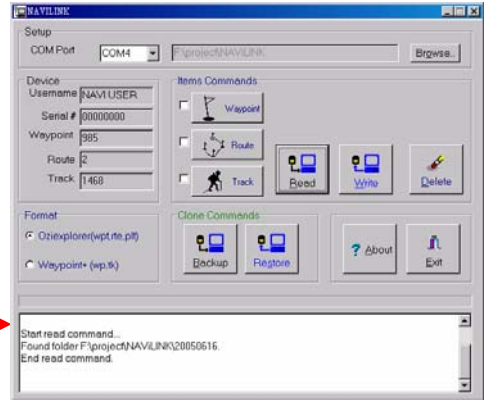 NAVILINK
Setup
COM Port COM4 F:\project\NAVILINK Browse..
Device
Username NAVI USER
Serial # 00000000
Waypoint 985
Route 2
Track 1468
Items Commands
Waypoint
Route
Track
Read Write Delete
Format
Oziexplorer(wpt.rte.plt)
Waypoint+ (wp.tk)
Clone Commands
Backup Restore
? About
Exit
Start read command...
Found folder F:\project\NAVILINK\20050616.
End read command.